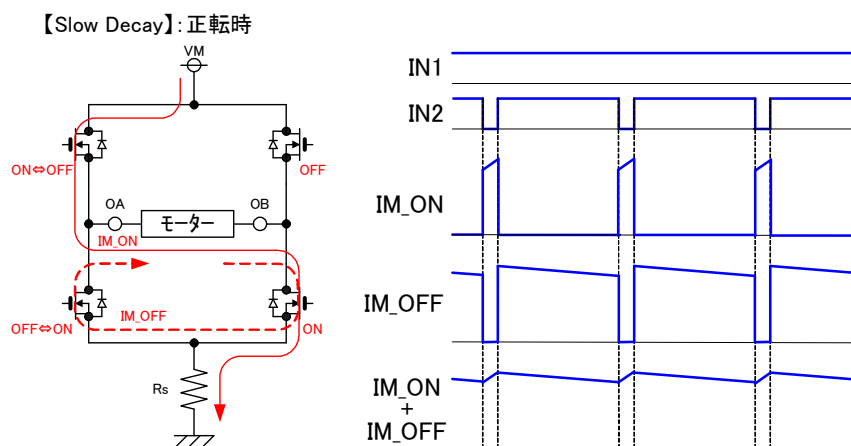 【Slow Decay】：正転時
VM
ON⇔OFF
OFF
OA
モーター
OB
IM_ON
OFF⇔ON
IM_OFF
ON
Rs
IN1
IN2
IM_ON
IM_OFF
IM_ON
+
IM_OFF